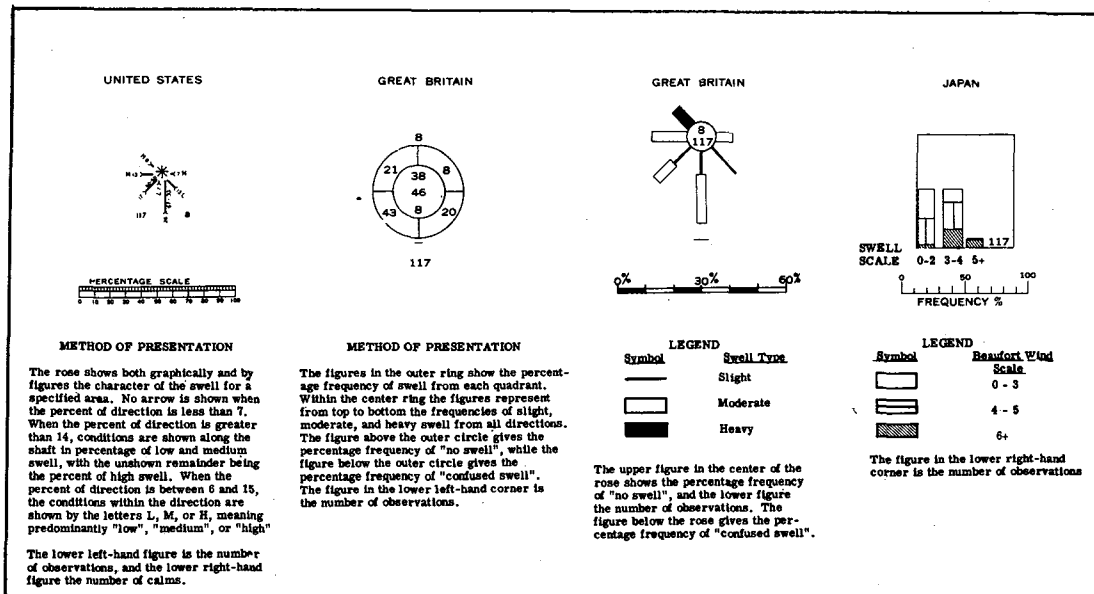 UNITED STATES
117 8
PERCENTAGE SCALE
0 10 20 30 40 50 60 70 80 90 100
METHOD OF PRESENTATION
The rose shows both graphically and by
figures the character of the swell for a
specified area. No arrow is shown when
the percent of direction is less than 7.
When the percent of direction is greater
than 14, conditions are shown along the
shaft in percentage of low and medium
swell, with the unshown remainder being
the percent of high swell. When the
percent of direction is between 6 and 15,
the conditions within the direction are
shown by the letters L, M, or H, meaning
predominantly "low", "medium", or "high"
The lower left-hand figure is the number
of observations, and the lower right-hand
figure the number of calms.
GREAT BRITAIN
8
21 38 8
46
43 8 20
—
117
METHOD OF PRESENTATION
The figures in the outer ring show the percent-
age frequency of swell from each quadrant.
Within the center ring the figures represent
from top to bottom the frequencies of slight,
moderate, and heavy swell from all directions.
The figure above the outer circle gives the
percentage frequency of "no swell", while the
figure below the outer circle gives the
percentage frequency of "confused swell".
The figure in the lower left-hand corner is
the number of observations.
GREAT BRITAIN
8
117
—
0% 30% 60%
LEGEND
Symbol Swell Type
Slight
Moderate
Heavy
The upper figure in the center of the
rose shows the percentage frequency
of "no swell", and the lower figure
the number of observations. The
figure below the rose gives the per-
centage frequency of "confused swell".
JAPAN
117
SWELL
SCALE 0-2 3-4 5+
0 50 100
FREQUENCY %
LEGEND
Symbol Beaufort Wind
Scale
0 - 3
4 - 5
6+
The figure in the lower right-hand
corner is the number of observations